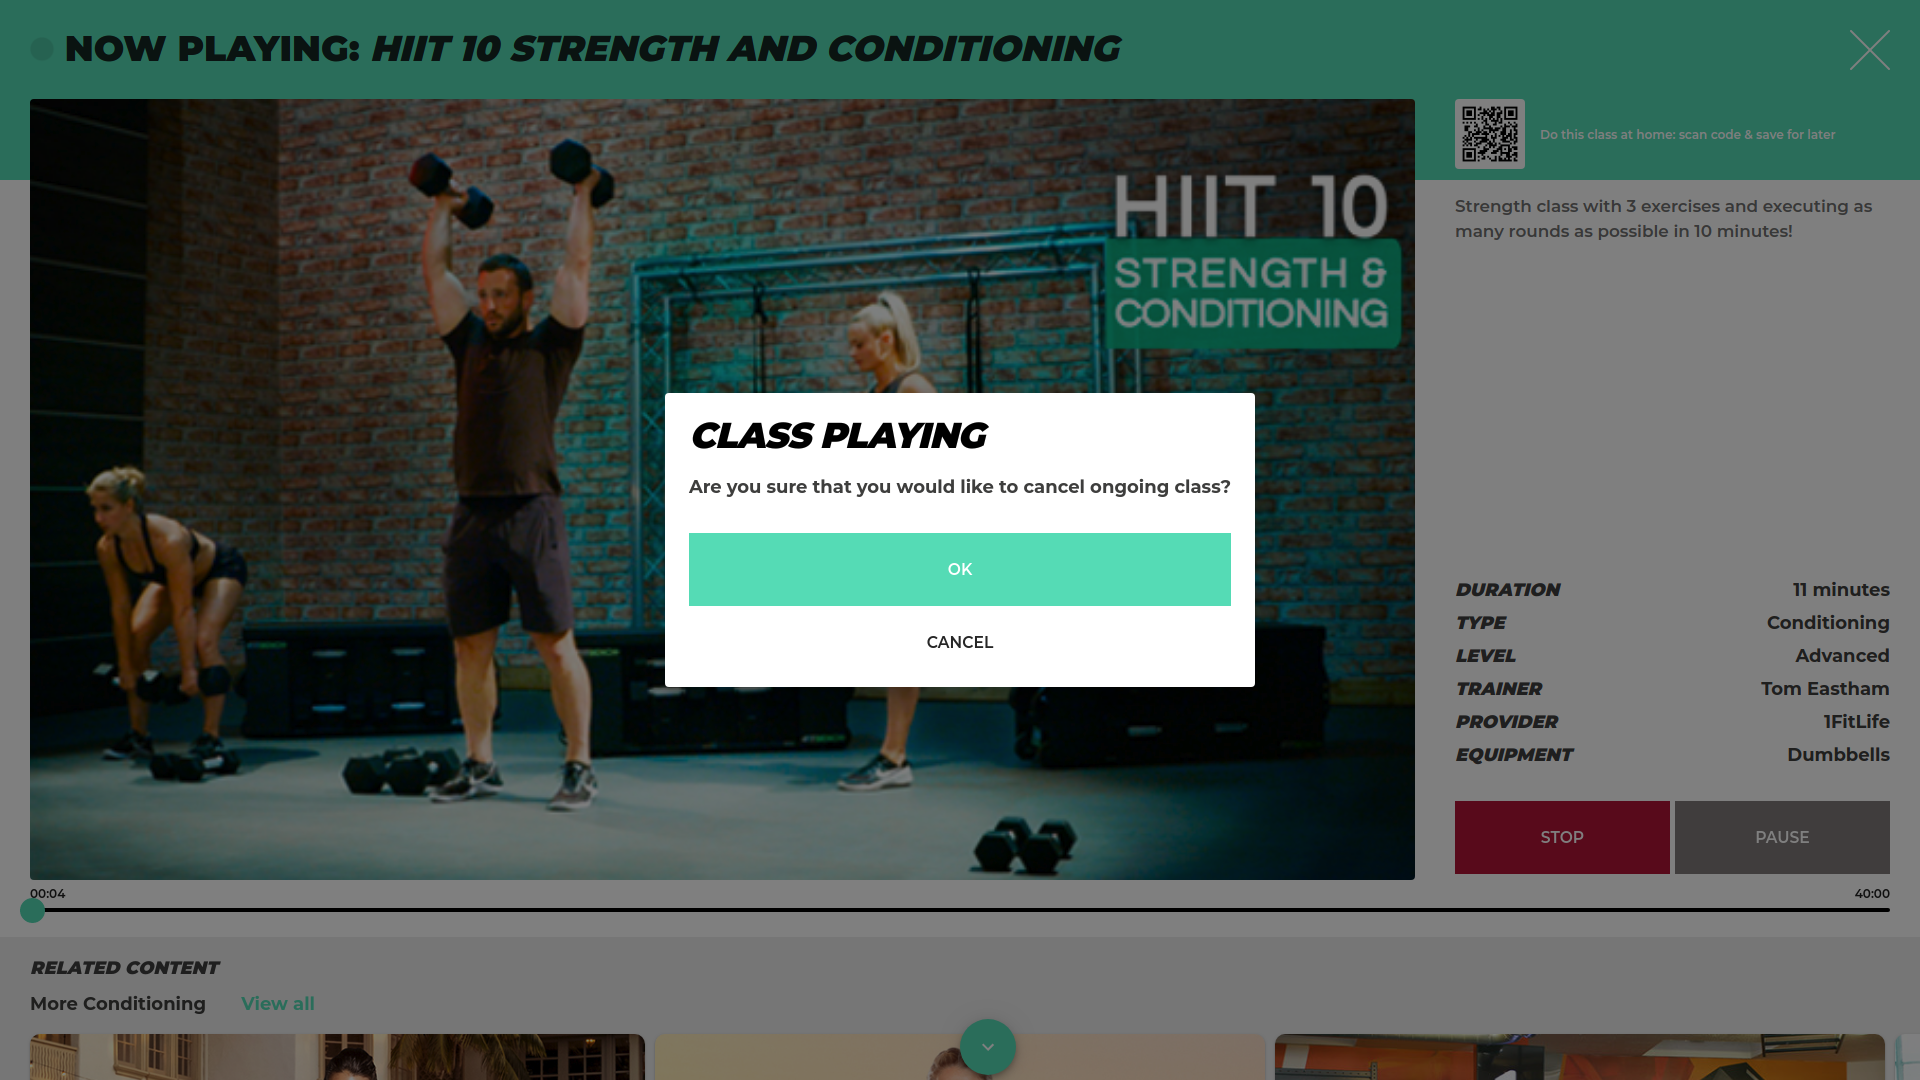 NOW PLAYING: HIIT 10 STRENGTH AND CONDITIONING
Do this class at home: scan code & save for later
HIIT 10
STRENGTH &
CONDITIONING
Strength class with 3 exercises and executing as
many rounds as possible in 10 minutes!
CLASS PLAYING
Are you sure that you would like to cancel ongoing class?
OK
CANCEL
DURATION 11 minutes
TYPE Conditioning
LEVEL Advanced
TRAINER Tom Eastham
PROVIDER 1FitLife
EQUIPMENT Dumbbells
STOP PAUSE
00:04 40:00
RELATED CONTENT
More Conditioning View all